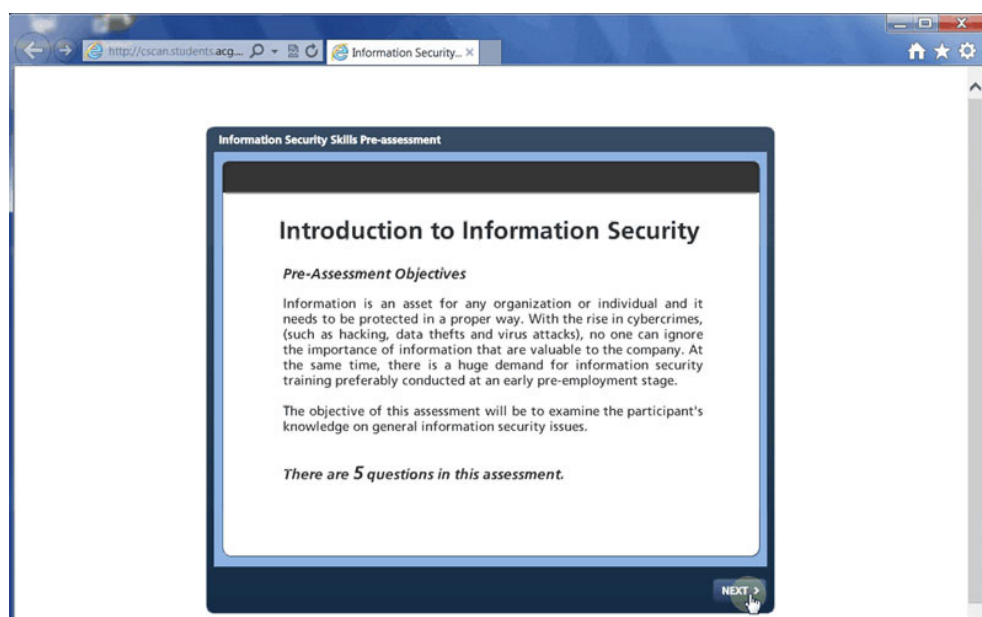 http://cscan.students.acg...
Information Security...
Information Security Skills Pre-assessment
Introduction to Information Security
Pre-Assessment Objectives
Information is an asset for any organization or individual and it
needs to be protected in a proper way. With the rise in cybercrimes,
(such as hacking, data thefts and virus attacks), no one can ignore
the importance of information that are valuable to the company. At
the same time, there is a huge demand for information security
training preferably conducted at an early pre-employment stage.
The objective of this assessment will be to examine the participant's
knowledge on general information security issues.
There are 5 questions in this assessment.
NEXT >